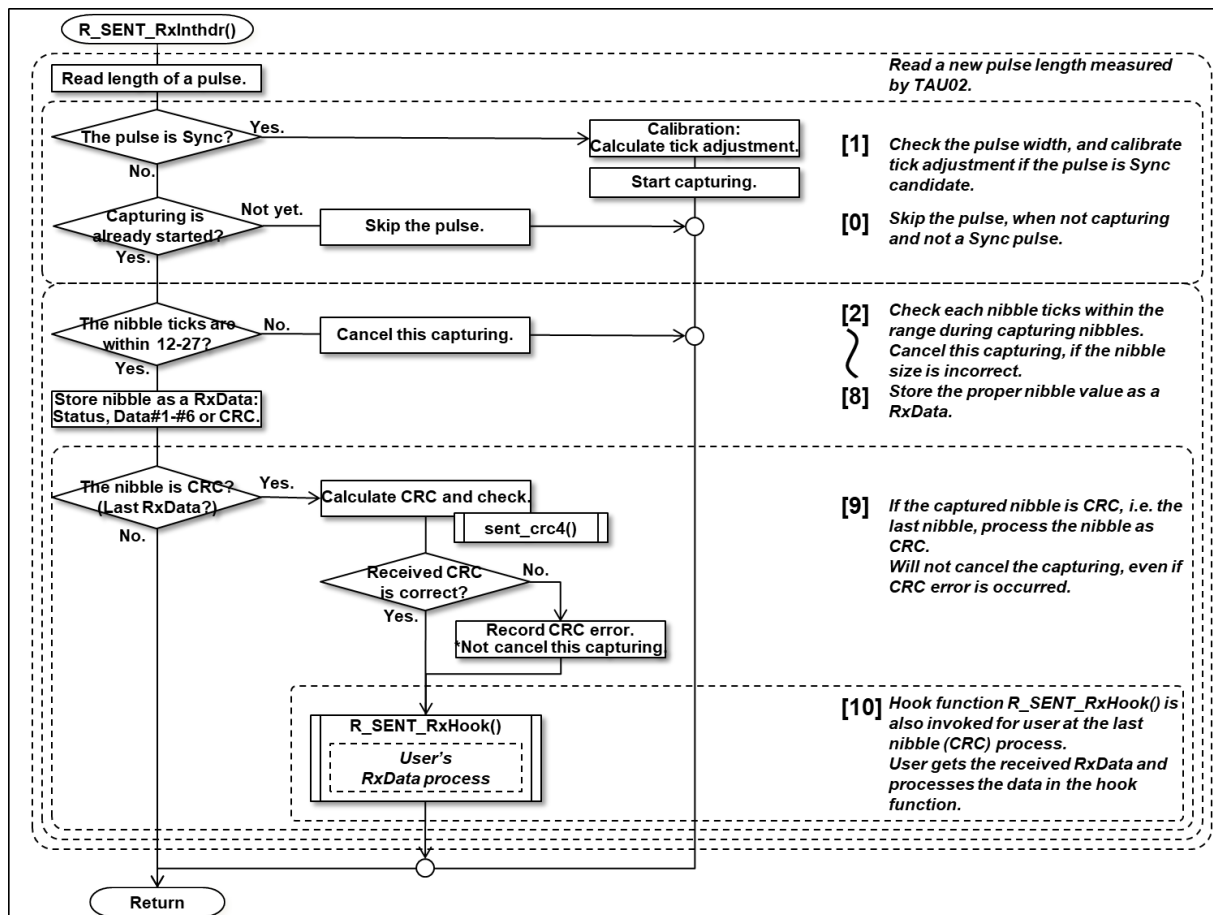 R_SENT_RxInthdr()
Read length of a pulse.
Read a new pulse length measured
by TAU02.
The pulse is Sync?
Yes.
No.
Calibration:
Calculate tick adjustment.
Start capturing.
[1]
Check the pulse width, and calibrate
tick adjustment if the pulse is Sync
candidate.
Capturing is
already started?
Not yet.
Yes.
Skip the pulse.
[0]
Skip the pulse, when not capturing
and not a Sync pulse.
The nibble ticks are
within 12-27?
No.
Yes.
Cancel this capturing.
[2]
Check each nibble ticks within the
range during capturing nibbles.
Cancel this capturing, if the nibble
size is incorrect.
[8]
Store the proper nibble value as a
RxData.
Store nibble as a RxData:
Status, Data#1-#6 or CRC.
The nibble is CRC?
(Last RxData?)
Yes.
No.
Calculate CRC and check.
sent_crc4()
[9]
If the captured nibble is CRC, i.e. the
last nibble, process the nibble as
CRC.
Will not cancel the capturing, even if
CRC error is occurred.
Received CRC
is correct?
No.
Yes.
Record CRC error.
*Not cancel this capturing.
R_SENT_RxHook()
User's
RxData process
[10]
Hook function R_SENT_RxHook() is
also invoked for user at the last
nibble (CRC) process.
User gets the received RxData and
processes the data in the hook
function.
Return